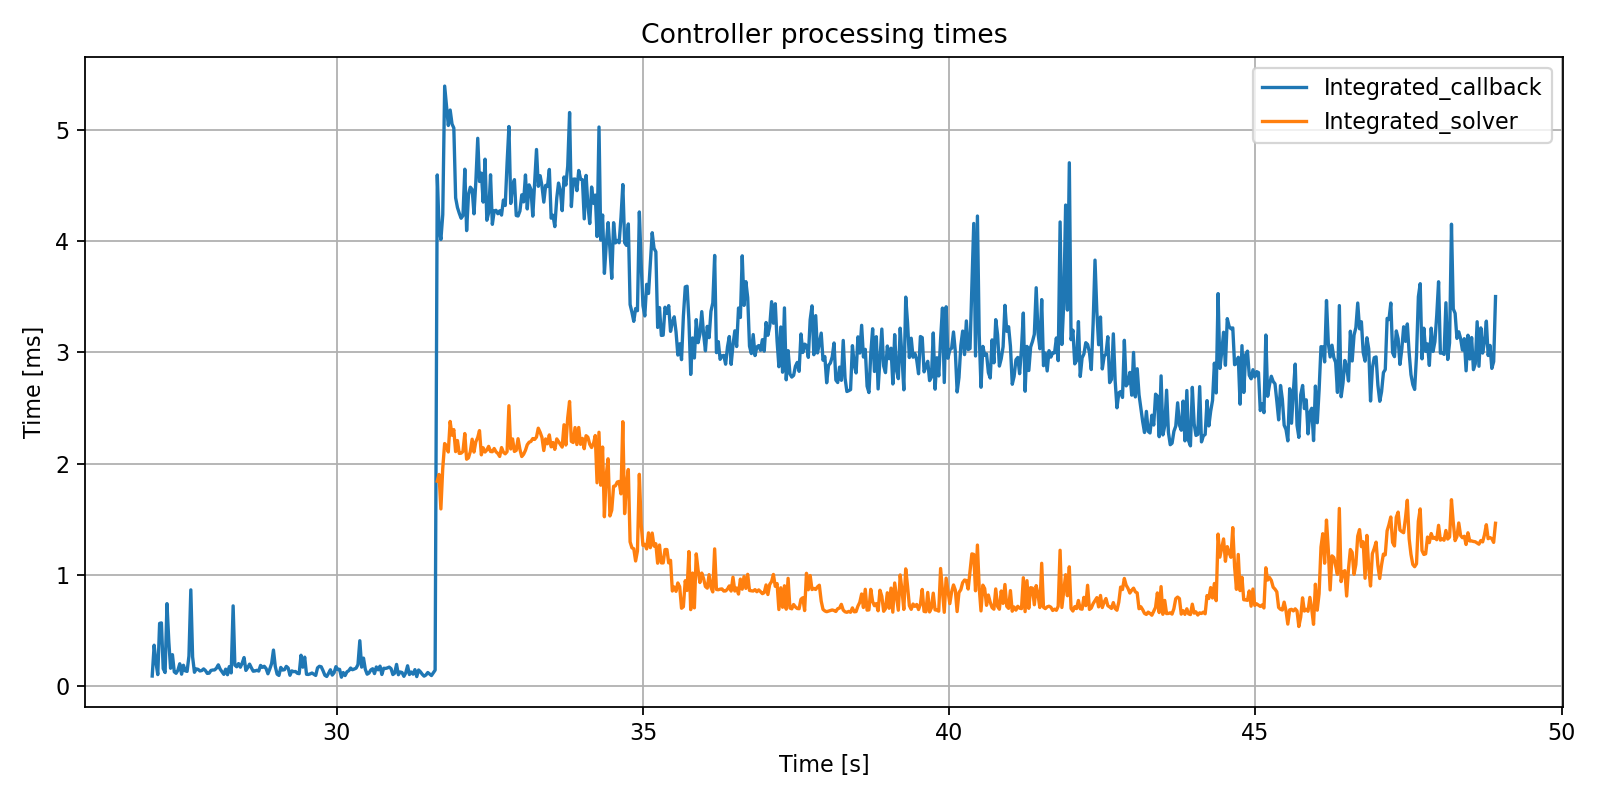 Controller processing times
Integrated_callback
Integrated_solver
Time [ms]
5
4
3
2
1
0
30
35
40
45
50
Time [s]